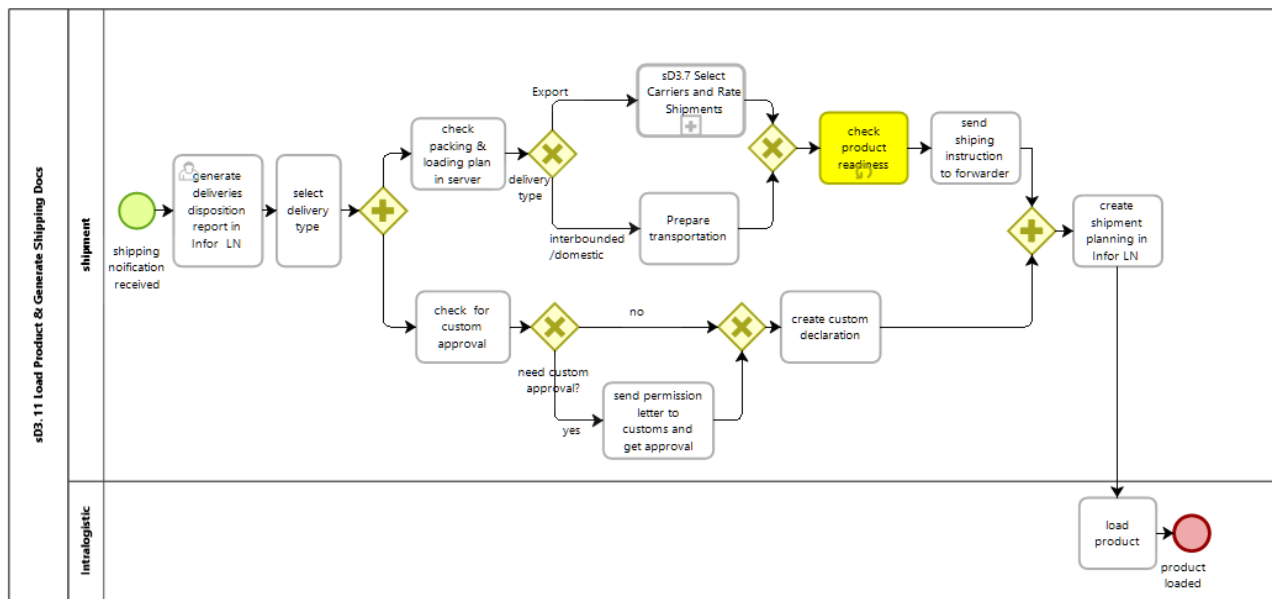 sD3.11 Load Product & Generate Shipping Docs
shipment
Intralogistic
shipping
noification
received
generate
deliveries
disposition
report in
Infor LN
select
delivery
type
check
packing &
loading plan
in server
Export
delivery
type
interbounded
/domestic
sD3.7 Select
Carriers and Rate
Shipments
Prepare
transportation
check
product
readiness
send
shiping
instruction
to forwarder
create
shipment
planning in
Infor LN
check for
custom
approval
need custom
approval?
no
yes
send permission
letter to
customs and
get approval
create custom
declaration
load
product
product
loaded